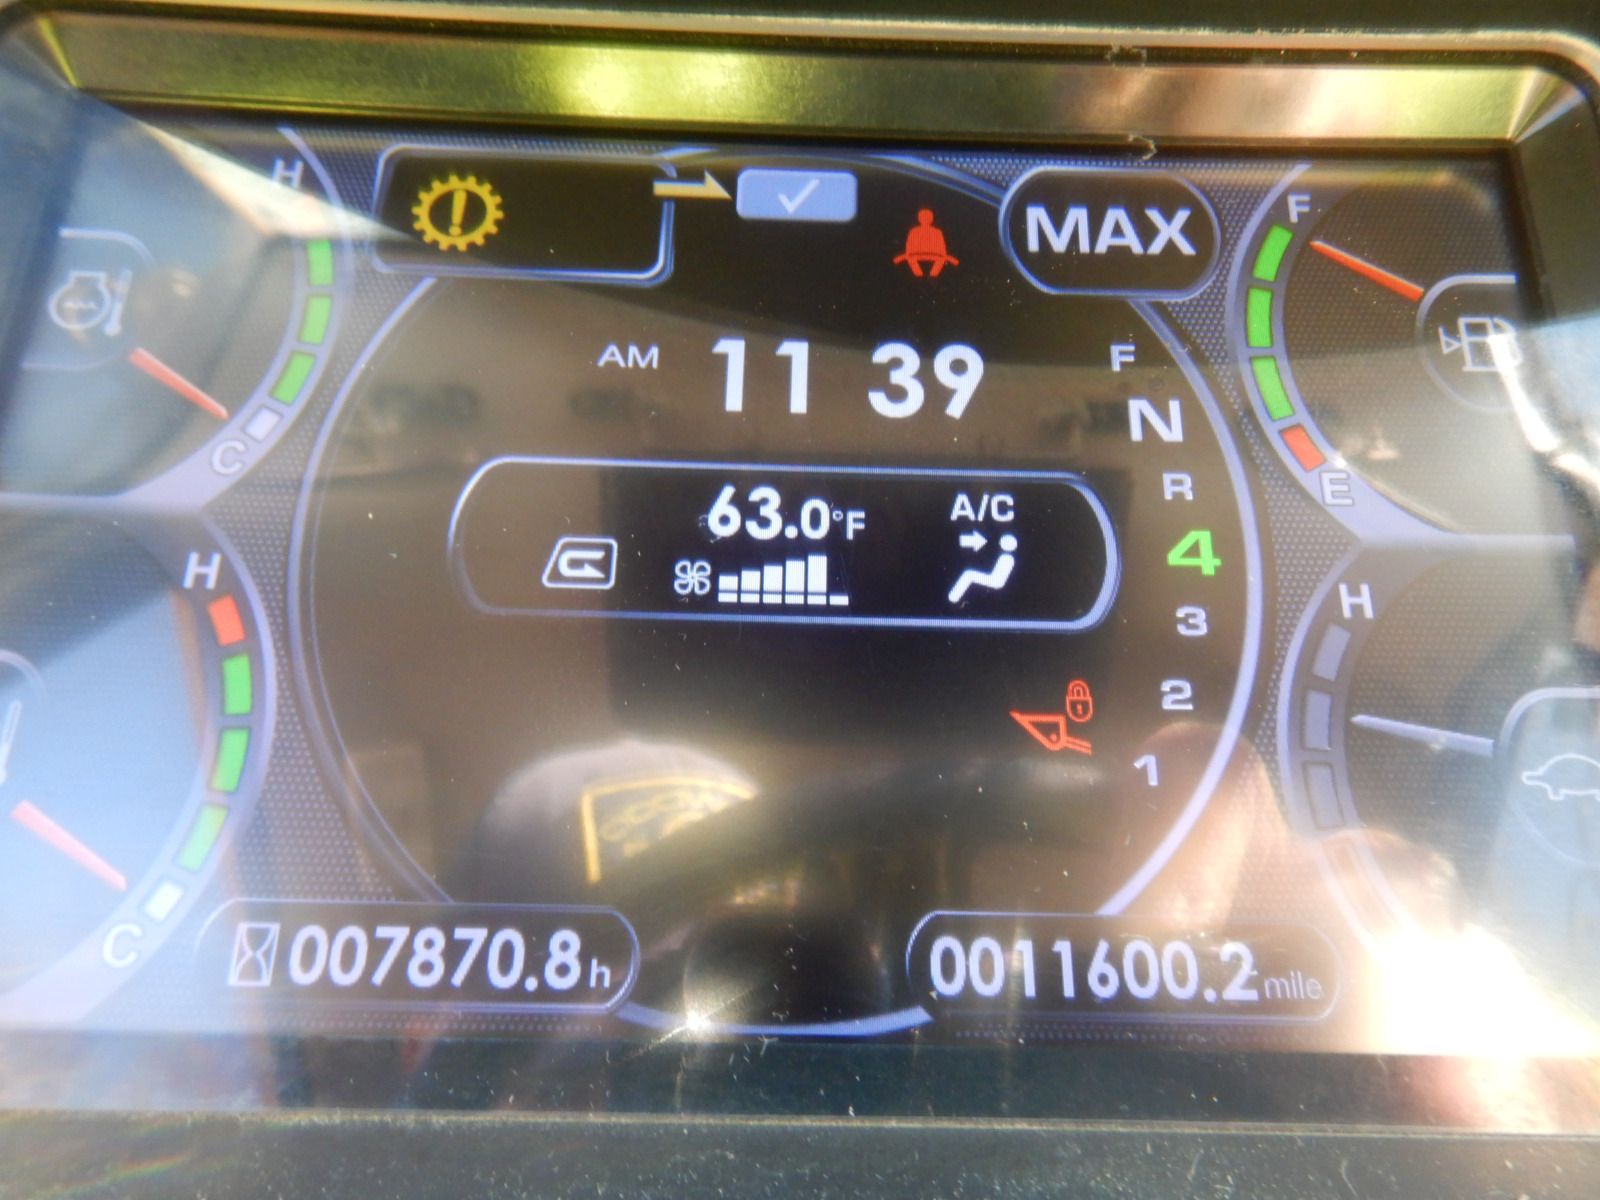 H
F
MAX
AM 11 39
F
N
R
4
3
2
1
63.0°F
A/C
C
E
H
H
C
007870.8h
0011600.2mile